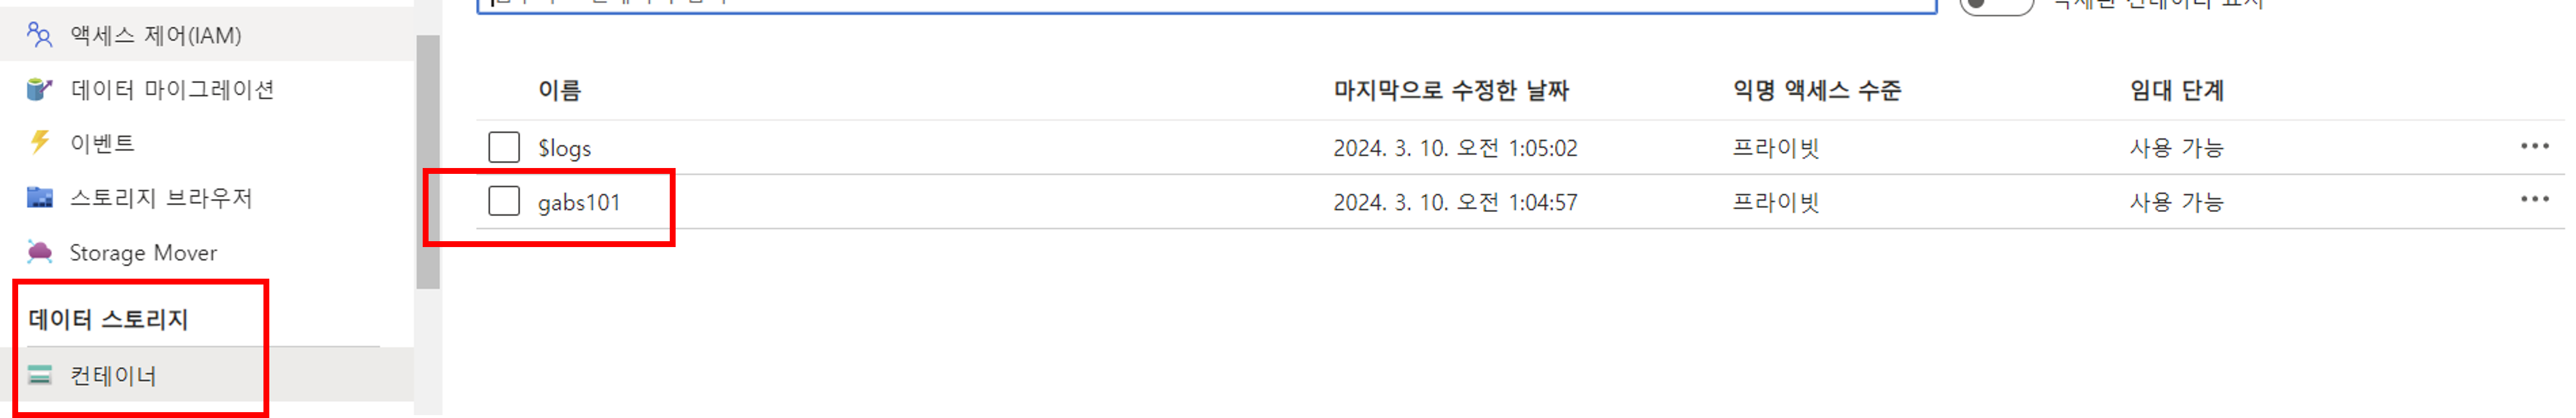 액세스 제어(IAM)
데이터 마이그레이션
이벤트
스토리지 브라우저
Storage Mover
데이터 스토리지
컨테이너
이름 마지막으로 수정한 날짜 익명 액세스 수준 임대 단계
$logs 2024. 3. 10. 오전 1:05:02 프라이빗 사용 가능
gabs101 2024. 3. 10. 오전 1:04:57 프라이빗 사용 가능